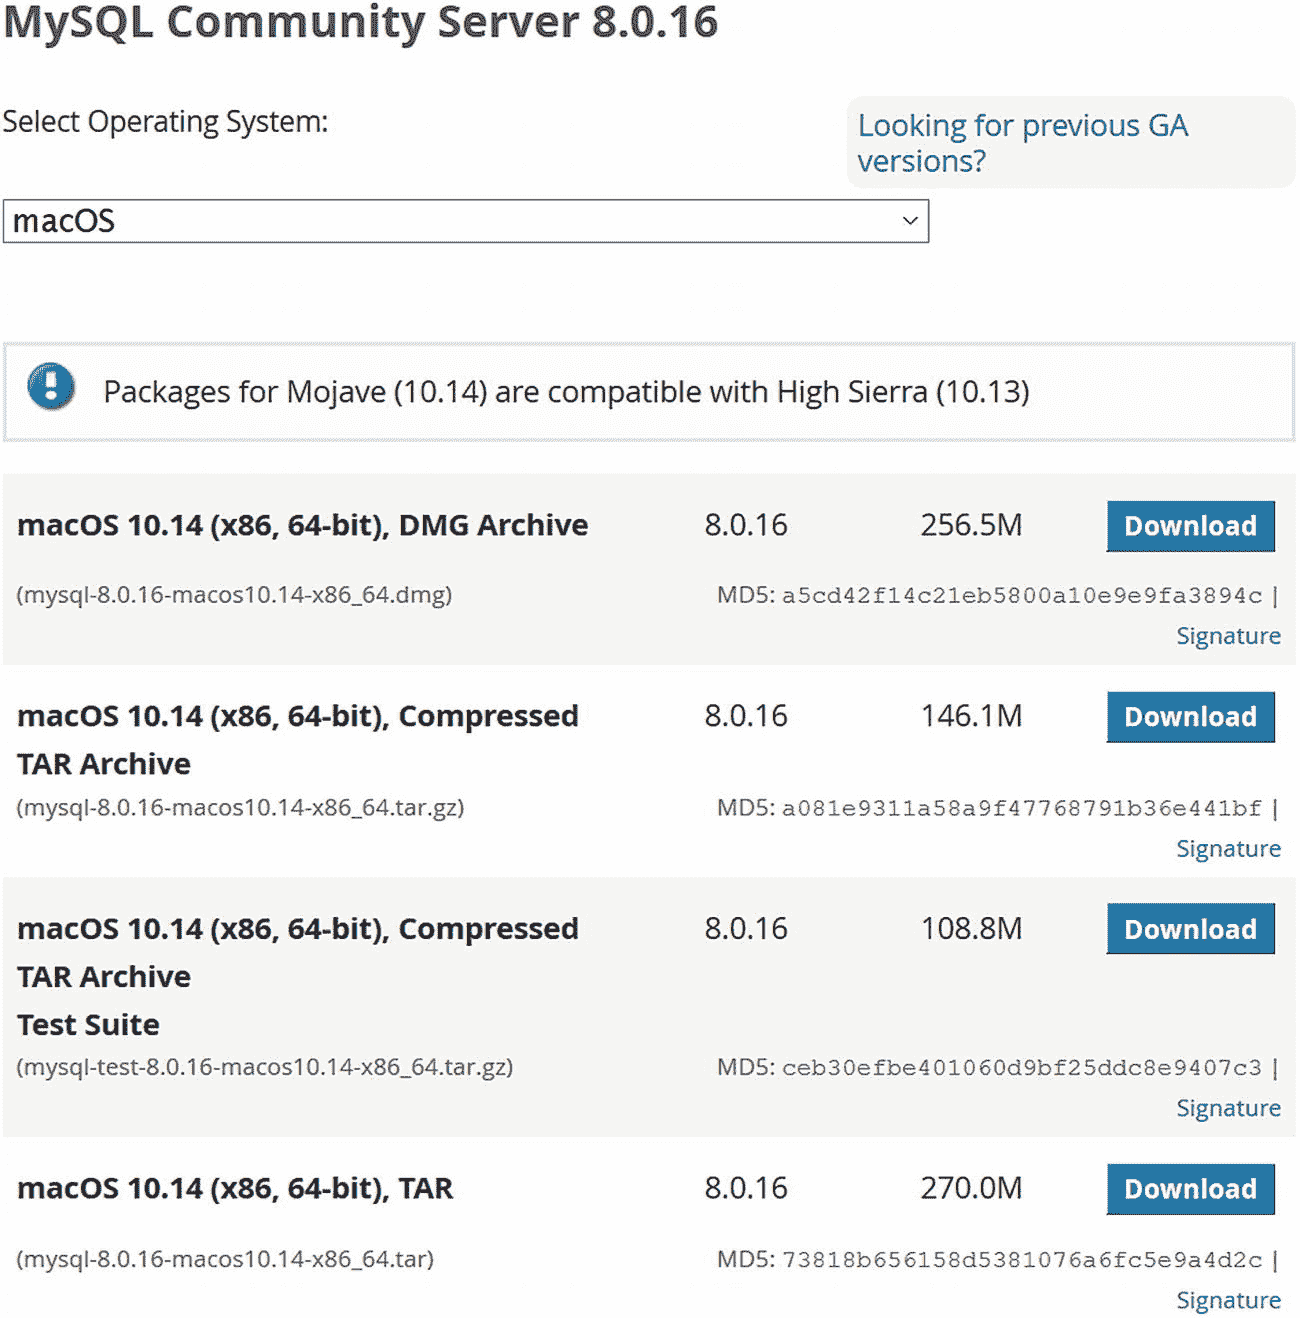 MySQL Community Server 8.0.16
Select Operating System:
Looking for previous GA
versions?
macOS
Packages for Mojave (10.14) are compatible with High Sierra (10.13)
macOS 10.14 (x86, 64-bit), DMG Archive 8.0.16 256.5M Download
(mysql-8.0.16-macos10.14-x86_64.dmg) MD5: a5cd42f14c21eb5800a10e9e9fa3894c |
Signature
macOS 10.14 (x86, 64-bit), Compressed 8.0.16 146.1M Download
TAR Archive
(mysql-8.0.16-macos10.14-x86_64.tar.gz) MD5: a081e9311a58a9f47768791b36e441bf |
Signature
macOS 10.14 (x86, 64-bit), Compressed 8.0.16 108.8M Download
TAR Archive
Test Suite
(mysql-test-8.0.16-macos10.14-x86_64.tar.gz) MD5: ceb30efbe401060d9bf25ddc8e9407c3 |
Signature
macOS 10.14 (x86, 64-bit), TAR 8.0.16 270.0M Download
(mysql-8.0.16-macos10.14-x86_64.tar) MD5: 73818b656158d5381076a6fc5e9a4d2c |
Signature